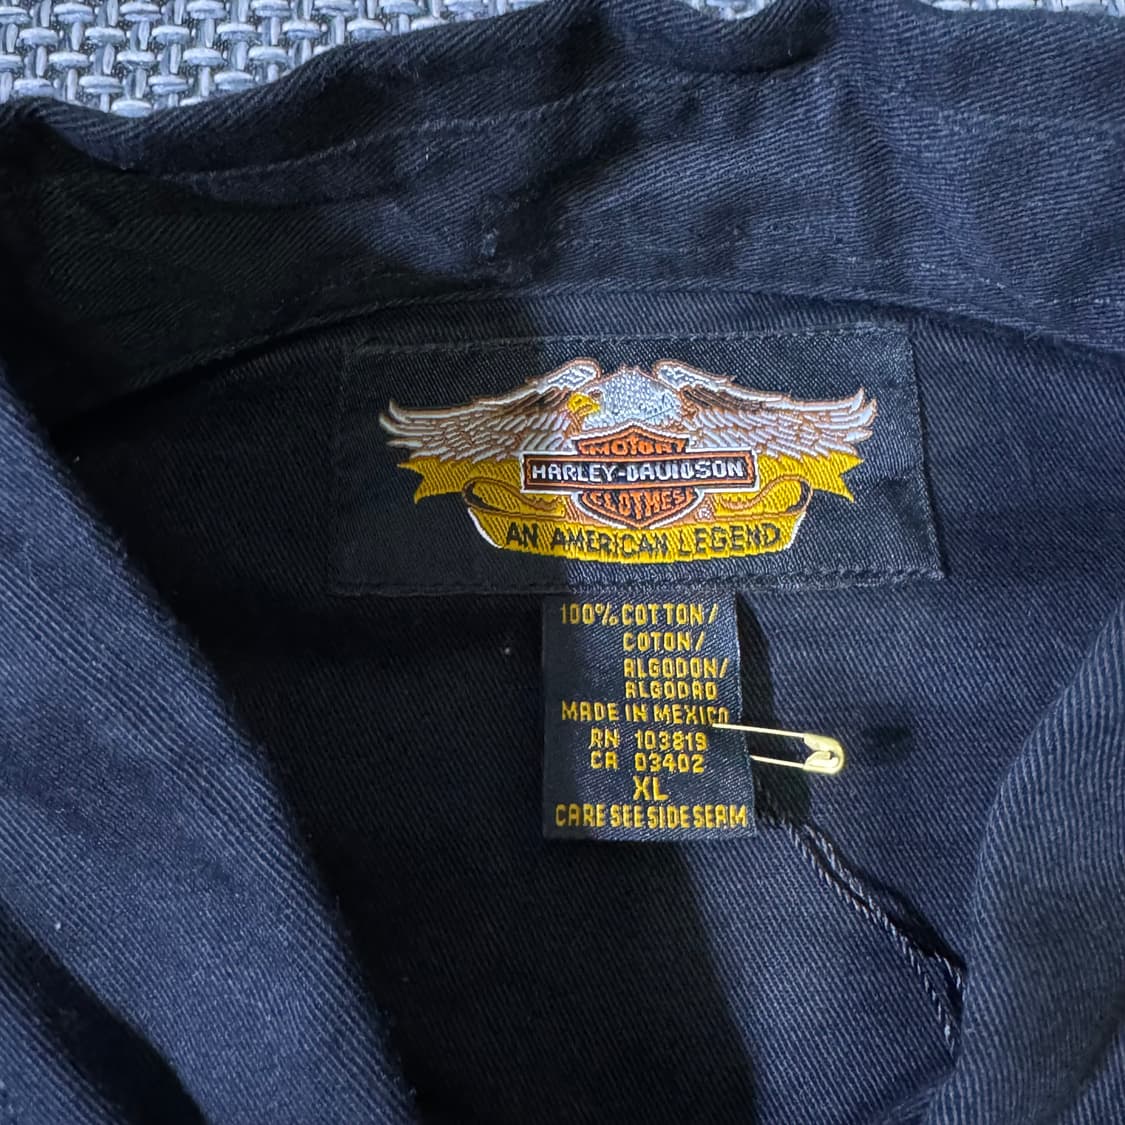 MOTOR
HARLEY-DAVIDSON
CLOTHES
®
AN AMERICAN LEGEND
100% COTTON/
COTON/
ALGODON/
ALGODAO
MADE IN MEXICO
RN 103819
CA 03402
XL
CARE SEE SIDE SEAM